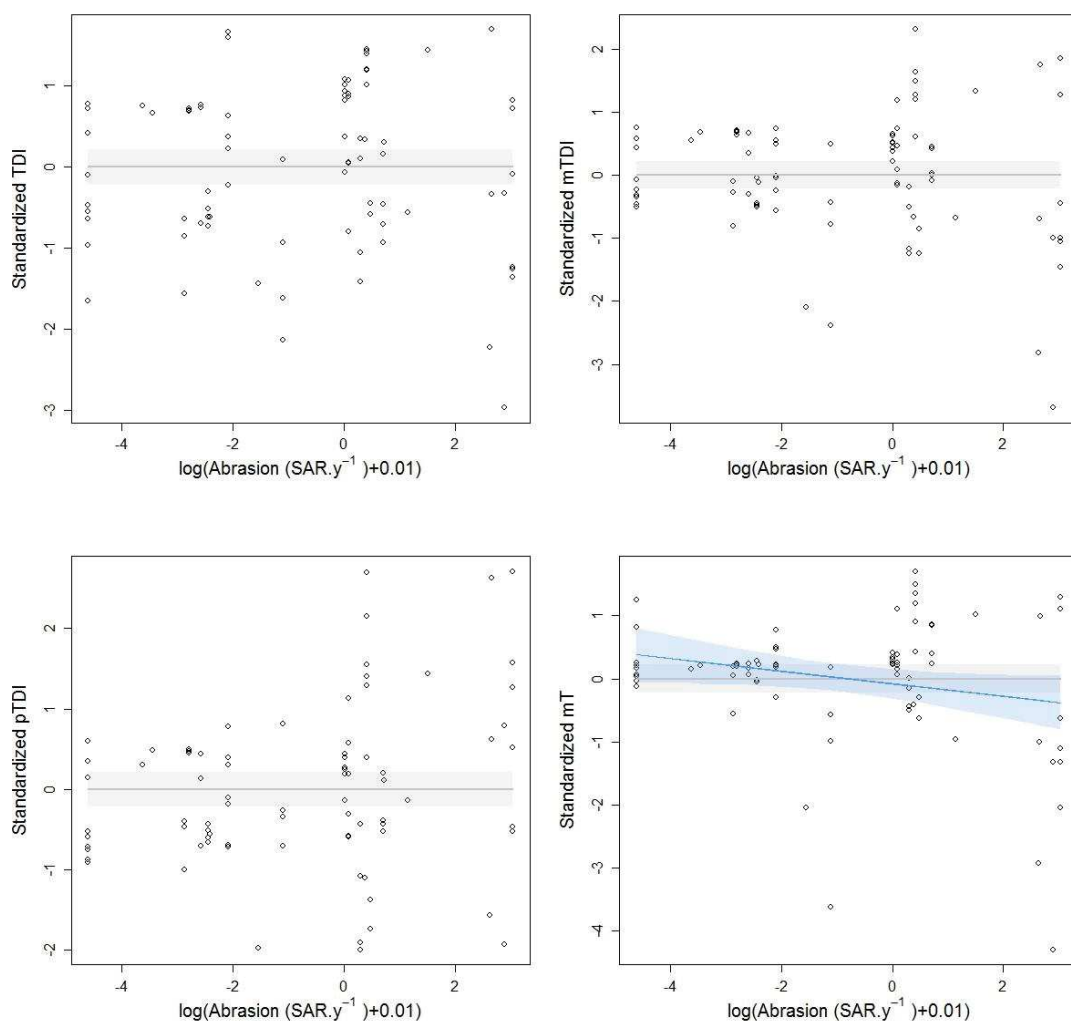 Standardized TDI
1
0
-1
-2
-3
-4 -2 0 2
log(Abrasion (SAR.y⁻¹ )+0.01)
Standardized mTDI
2
1
0
-1
-2
-3
-4 -2 0 2
log(Abrasion (SAR.y⁻¹ )+0.01)
Standardized pTDI
2
1
0
-1
-2
-4 -2 0 2
log(Abrasion (SAR.y⁻¹ )+0.01)
Standardized mT
1
0
-1
-2
-3
-4
-4 -2 0 2
log(Abrasion (SAR.y⁻¹ )+0.01)